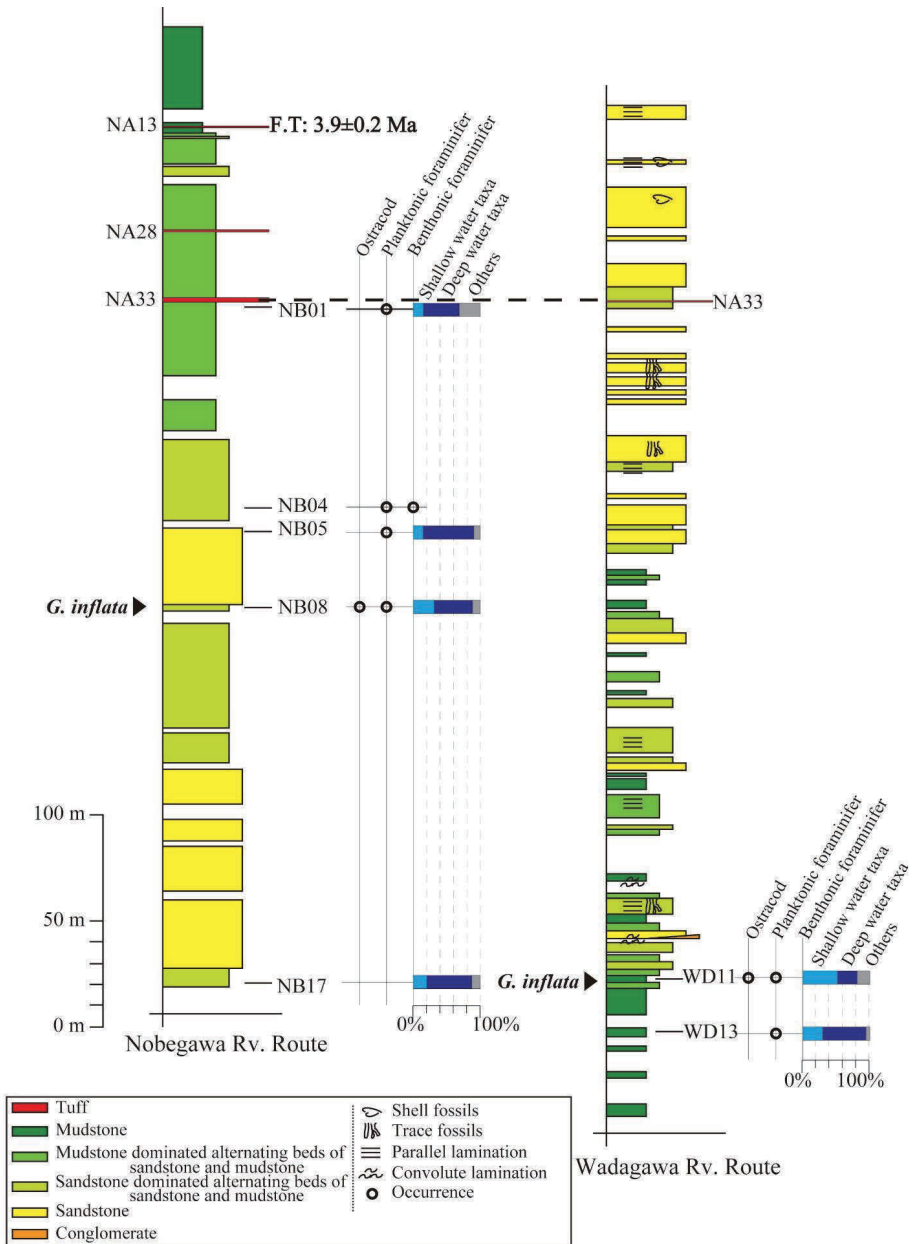 NA13
F.T: 3.9±0.2 Ma
NA28
NA33
Ostracod
Planktonic foraminifer
Benthonic foraminifer
Shallow water taxa
Deep water taxa
Others
NB01
NA33
NB04
NB05
G. inflata
NB08
100 m
50 m
0 m
NB17
0%
100%
Nobegawa Rv. Route
Ostracod
Planktonic foraminifer
Benthonic foraminifer
Shallow water taxa
Deep water taxa
Others
G. inflata
WD11
WD13
0%
100%
Wadagawa Rv. Route
Tuff
Mudstone
Mudstone dominated alternating beds of
sandstone and mudstone
Sandstone dominated alternating beds of
sandstone and mudstone
Sandstone
Conglomerate
Shell fossils
Trace fossils
Parallel lamination
Convolute lamination
Occurrence